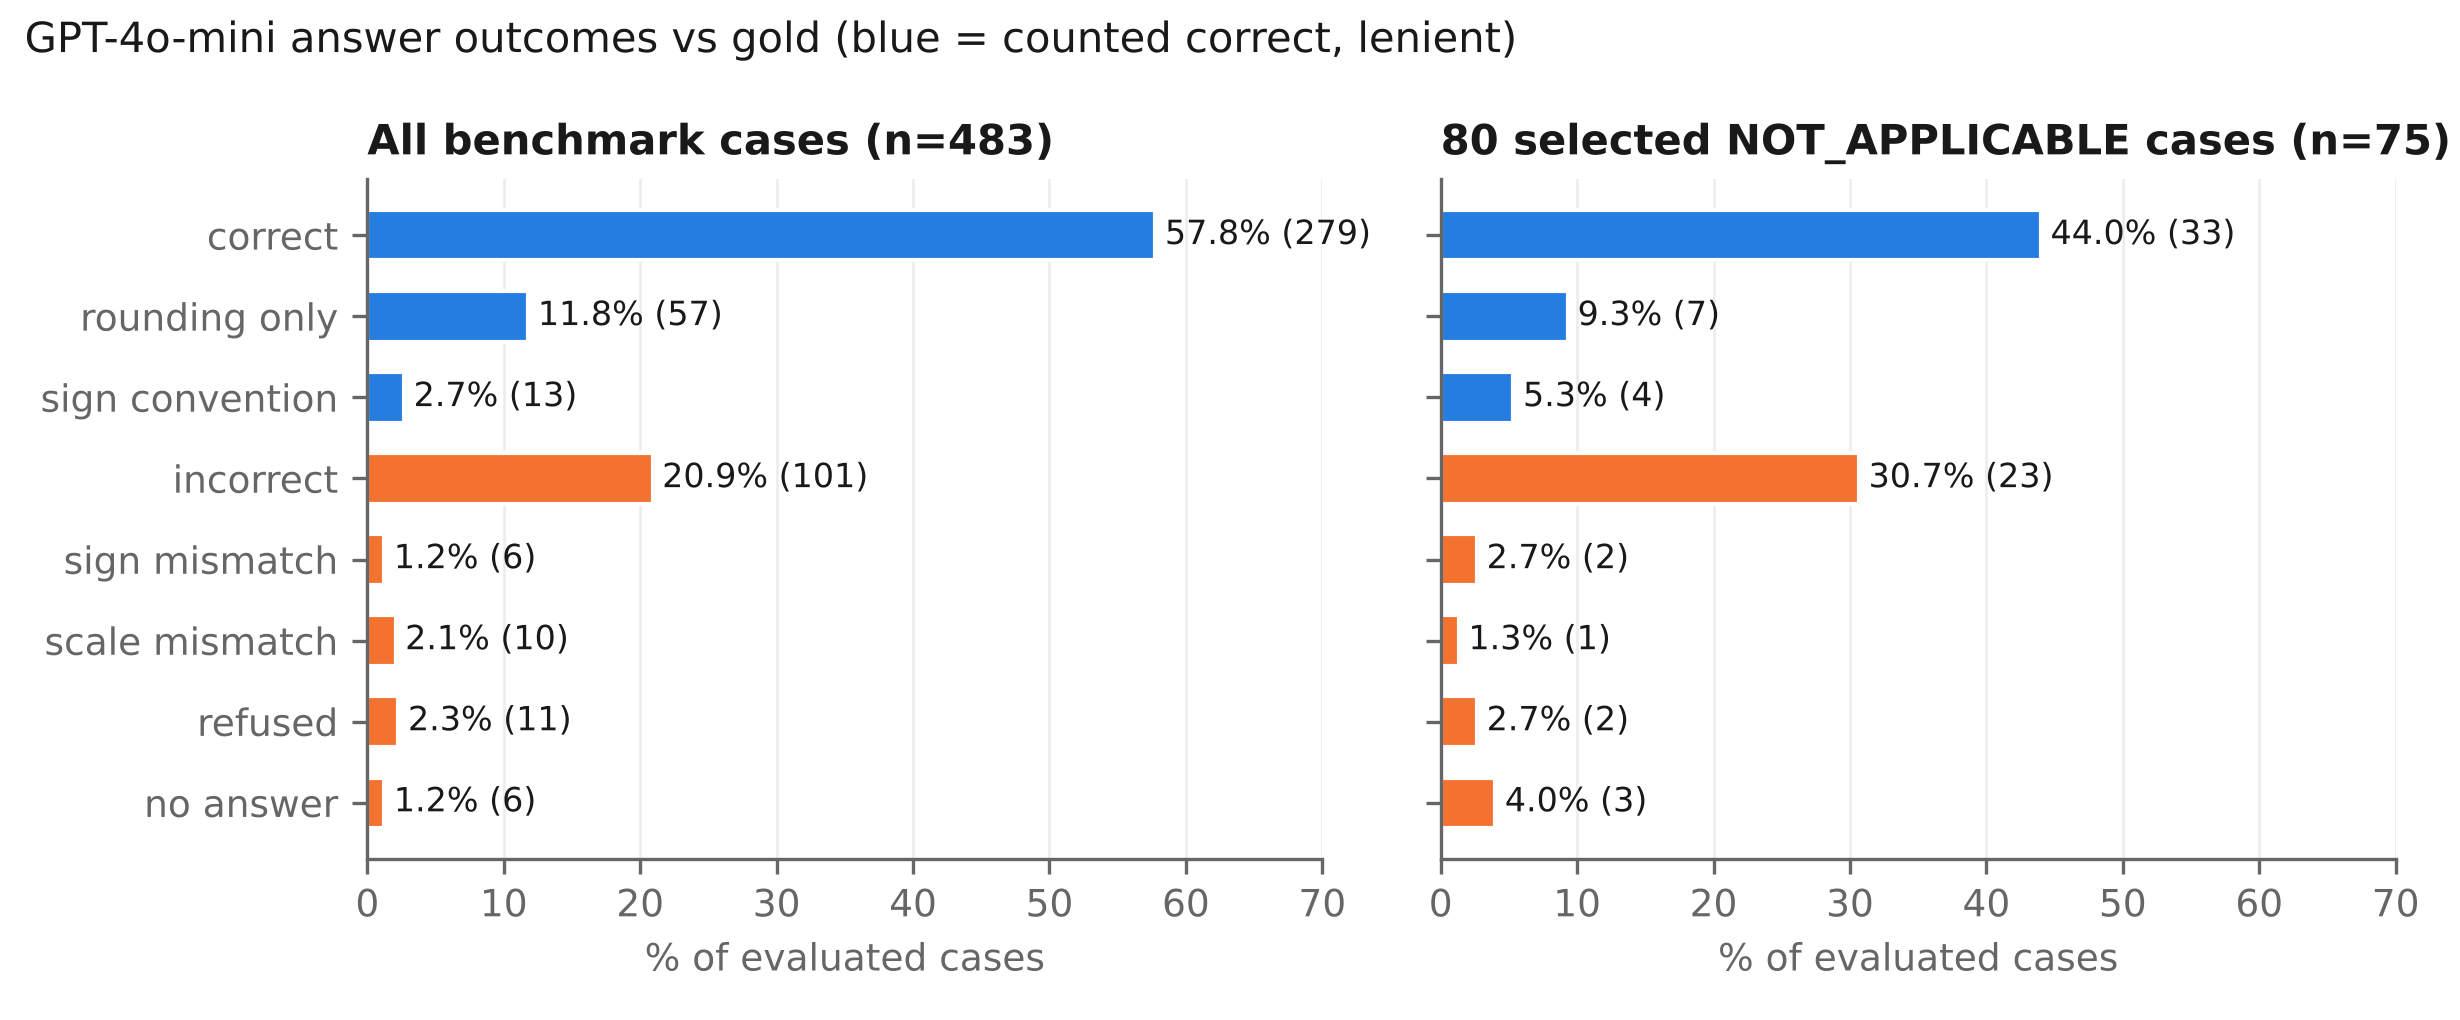 GPT-4o-mini answer outcomes vs gold (blue = counted correct, lenient)
All benchmark cases (n=483)
correct 57.8% (279)
rounding only 11.8% (57)
sign convention 2.7% (13)
incorrect 20.9% (101)
sign mismatch 1.2% (6)
scale mismatch 2.1% (10)
refused 2.3% (11)
no answer 1.2% (6)
0 10 20 30 40 50 60 70
% of evaluated cases
80 selected NOT_APPLICABLE cases (n=75)
44.0% (33)
9.3% (7)
5.3% (4)
30.7% (23)
2.7% (2)
1.3% (1)
2.7% (2)
4.0% (3)
0 10 20 30 40 50 60 70
% of evaluated cases